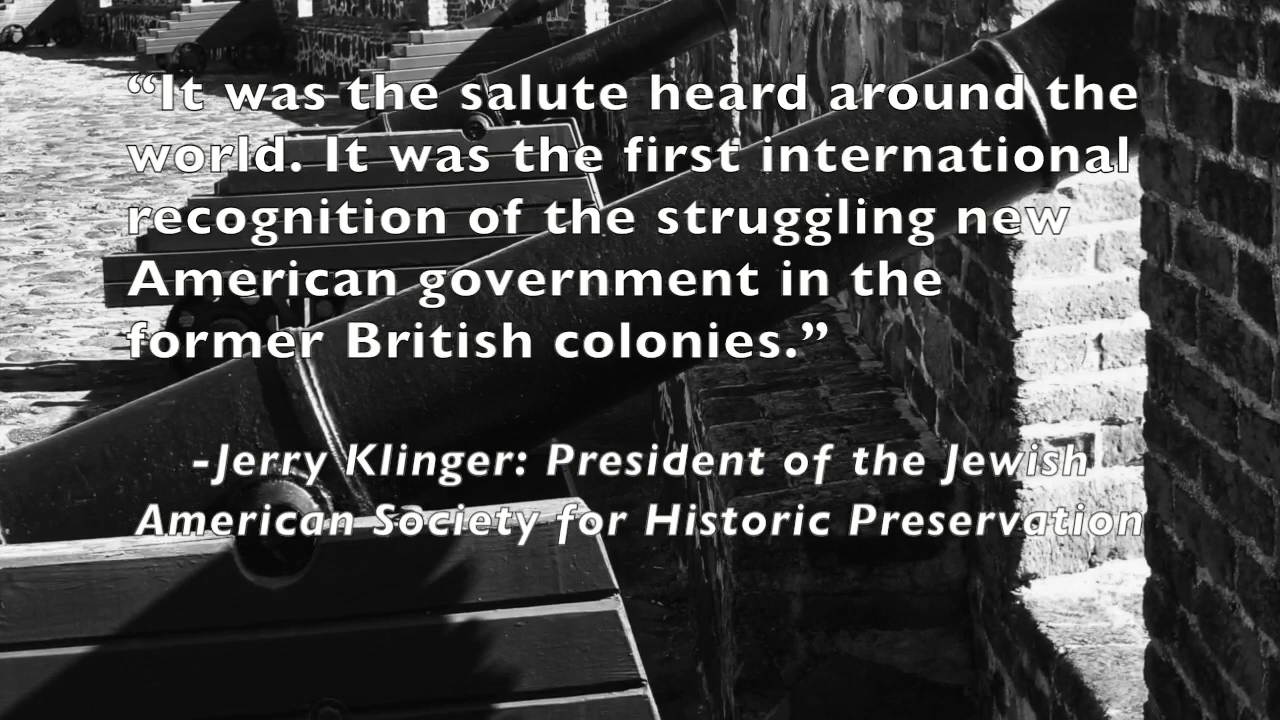 “It was the salute heard around the
world. It was the first international
recognition of the struggling new
American government in the
former British colonies.”
-Jerry Klinger: President of the Jewish
American Society for Historic Preservation